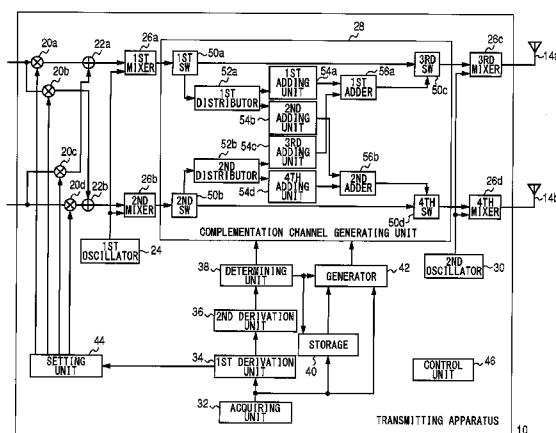 10
28
20a
22a
26a
1ST MIXER
1ST SW
50a
52a
1ST DISTRIBUTOR
54a
1ST ADDING UNIT
56a
1ST ADDER
3RD SW
50c
26c
3RD MIXER
14a
20b
2ND ADDING UNIT
54b
20c
52b
54c
3RD ADDING UNIT
56b
20d
22b
26b
2ND MIXER
2ND SW
50b
2ND DISTRIBUTOR
54d
4TH ADDING UNIT
2ND ADDER
50d
4TH SW
26d
4TH MIXER
14b
COMPLEMENTATION CHANNEL GENERATING UNIT
1ST OSCILLATOR
24
38
DETERMINING UNIT
GENERATOR
42
2ND OSCILLATOR
30
36
2ND DERIVATION UNIT
STORAGE
40
44
SETTING UNIT
34
1ST DERIVATION UNIT
CONTROL UNIT
46
32
ACQUIRING UNIT
TRANSMITTING APPARATUS